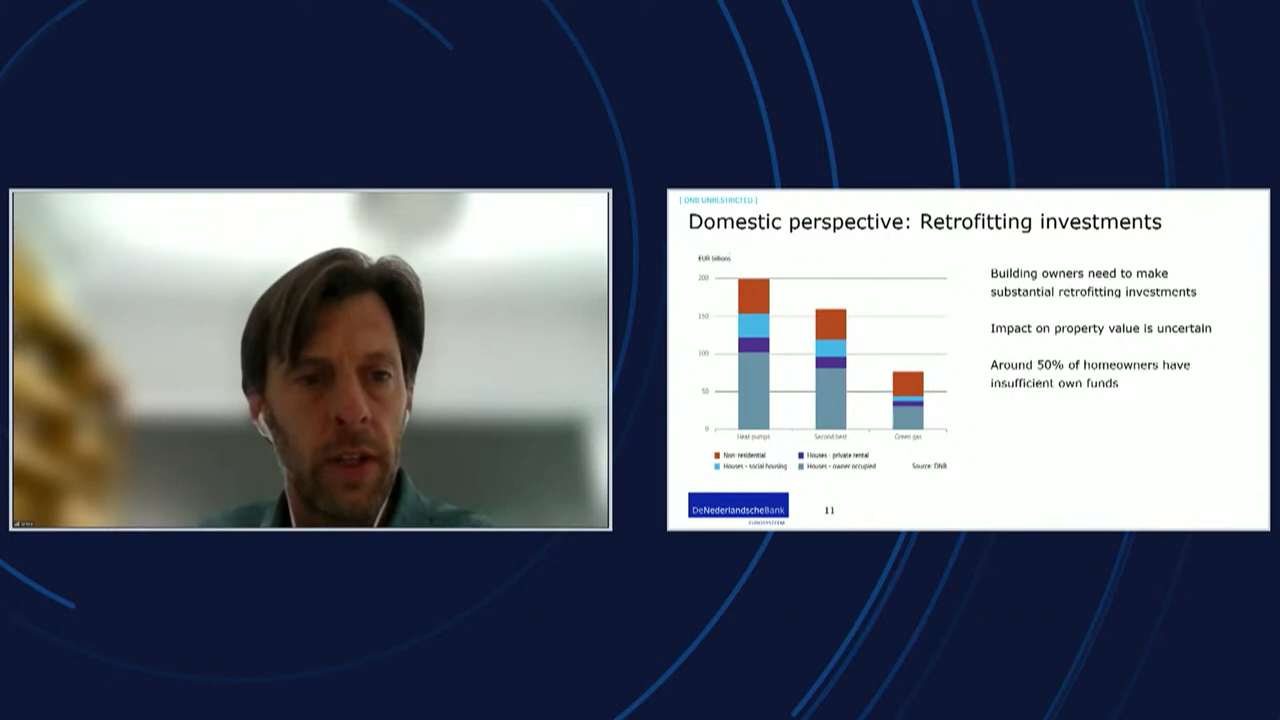 [ DNB UNRESTRICTED ]
Domestic perspective: Retrofitting investments
EUR billions
200
150
100
50
0
Heat pumps
Second best
Green gas
Non-residential
Houses - private rental
Houses - social housing
Houses - owner occupied
Source: DNB
Building owners need to make
substantial retrofitting investments
Impact on property value is uncertain
Around 50% of homeowners have
insufficient own funds
DeNederlandscheBank
EUROSYSTEEM
11